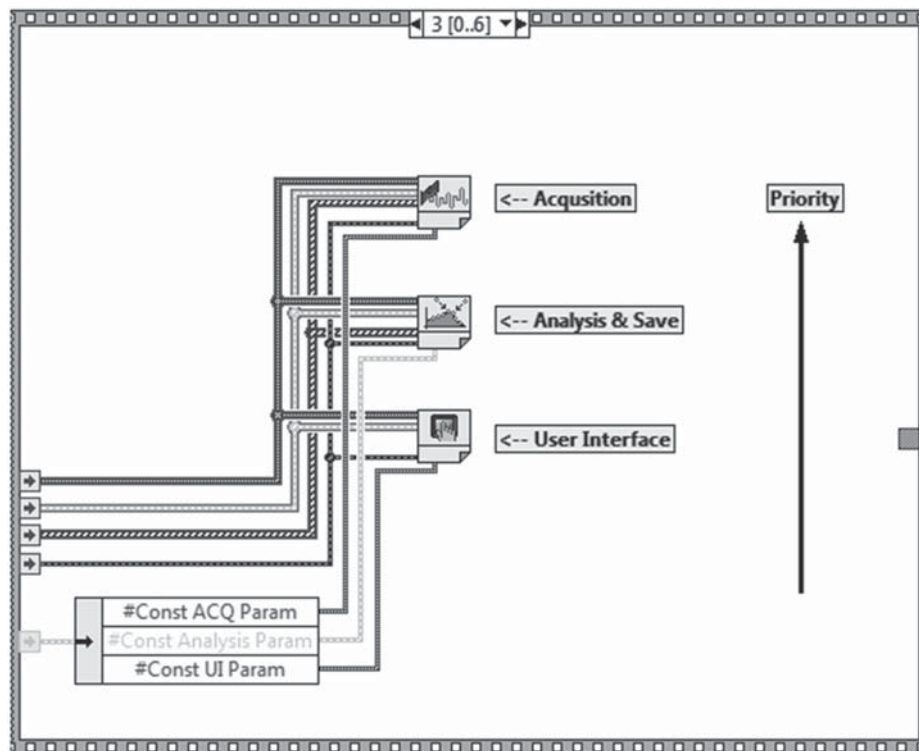 3 [0..6]
<-- Acqusition
Priority
<-- Analysis & Save
<-- User Interface
#Const ACQ Param
#Const Analysis Param
#Const UI Param